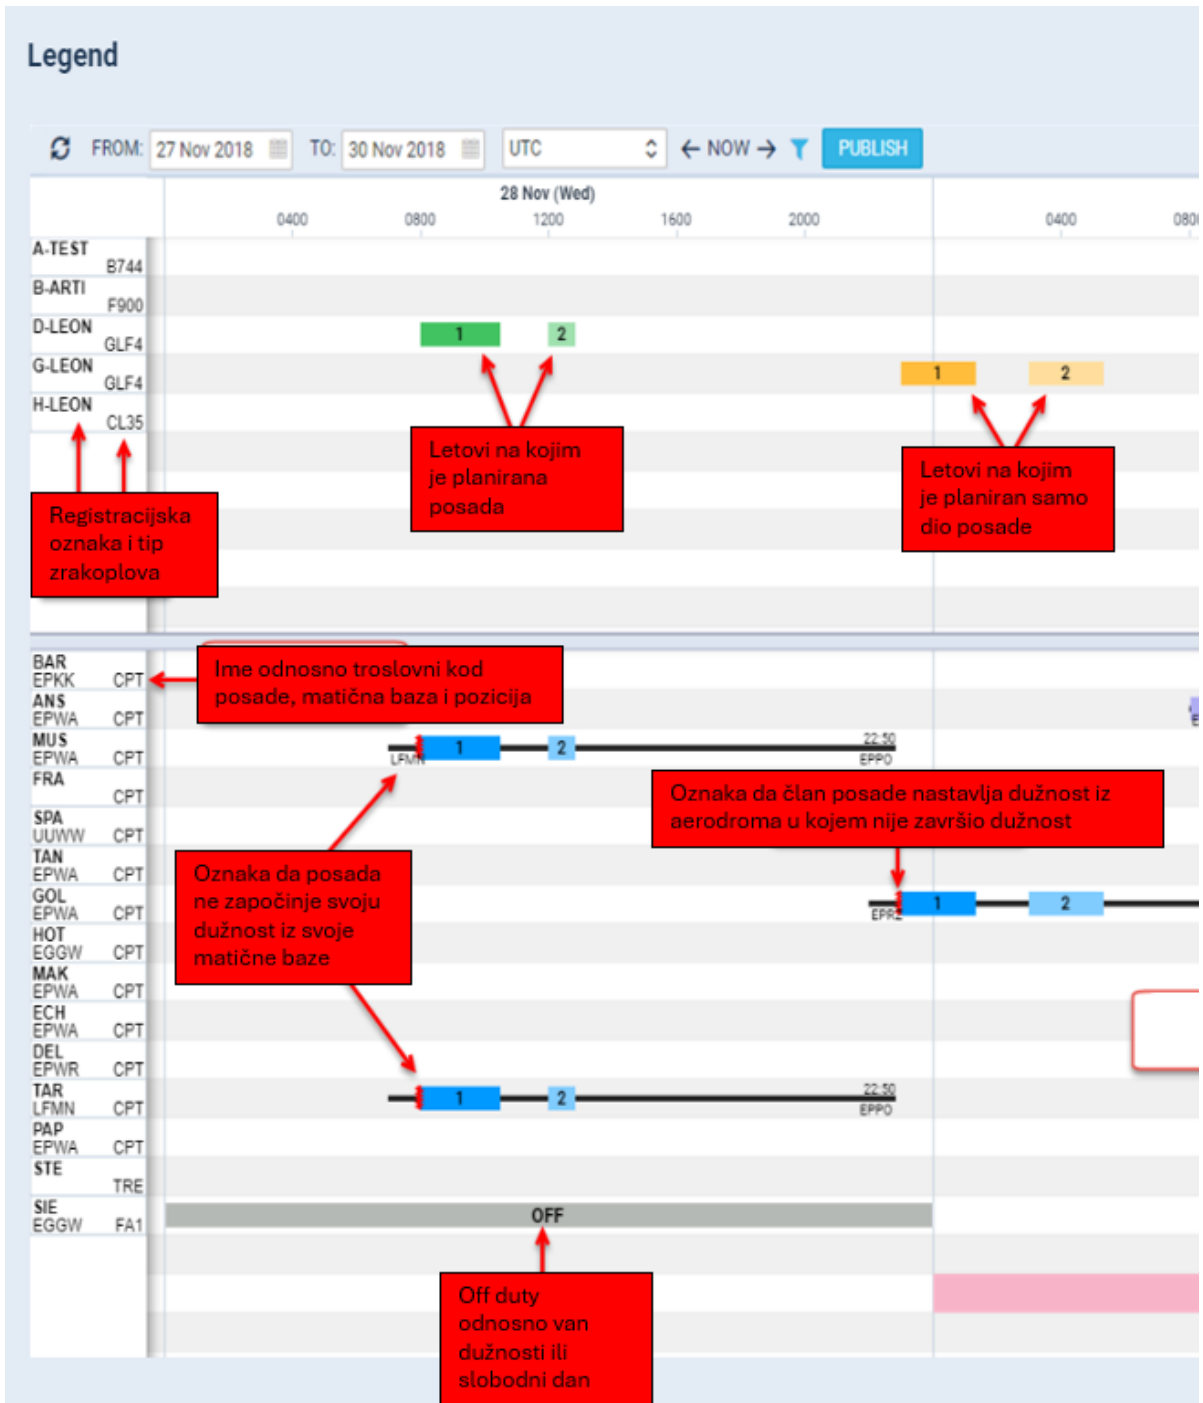 Legend
FROM: 27 Nov 2018 TO: 30 Nov 2018 UTC ← NOW → PUBLISH
28 Nov (Wed)
0400 0800 1200 1600 2000 0400
A-TEST
B744
B-ARTI
F900
D-LEON
GLF4
1 2
G-LEON
GLF4
1 2
H-LEON
CL35
Letovi na kojim
je planirana
posada
Letovi na kojim
je planiran samo
dio posade
Registracijska
oznaka i tip
zrakoplova
BAR
EPKK CPT
Ime odnosno troslovni kod
posade, matična baza i pozicija
ANS
EPWA CPT
MUS
EPWA CPT
LFMN 1 2 22:50
EPPO
FRA
CPT
Oznaka da član posade nastavlja dužnost iz
aerodroma u kojem nije završio dužnost
SPA
UUWW CPT
TAN
EPWA CPT
Oznaka da posada
ne započinje svoju
dužnost iz svoje
matične baze
GOL
EPWA CPT
1 2
HOT
EGGW CPT
MAK
EPWA CPT
ECH
EPWA CPT
DEL
EPWR CPT
TAR
LFMN CPT
1 2 22:50
EPPO
PAP
EPWA CPT
STE
TRE
SIE
EGGW FA1
OFF
Off duty
odnosno van
dužnosti ili
slobodni dan